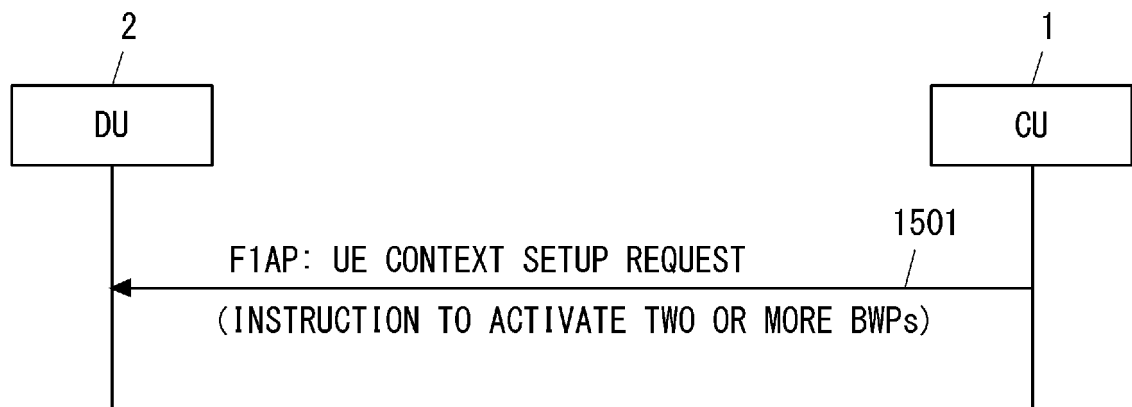 2
1
DU
CU
1501
F1AP: UE CONTEXT SETUP REQUEST
(INSTRUCTION TO ACTIVATE TWO OR MORE BWPs)